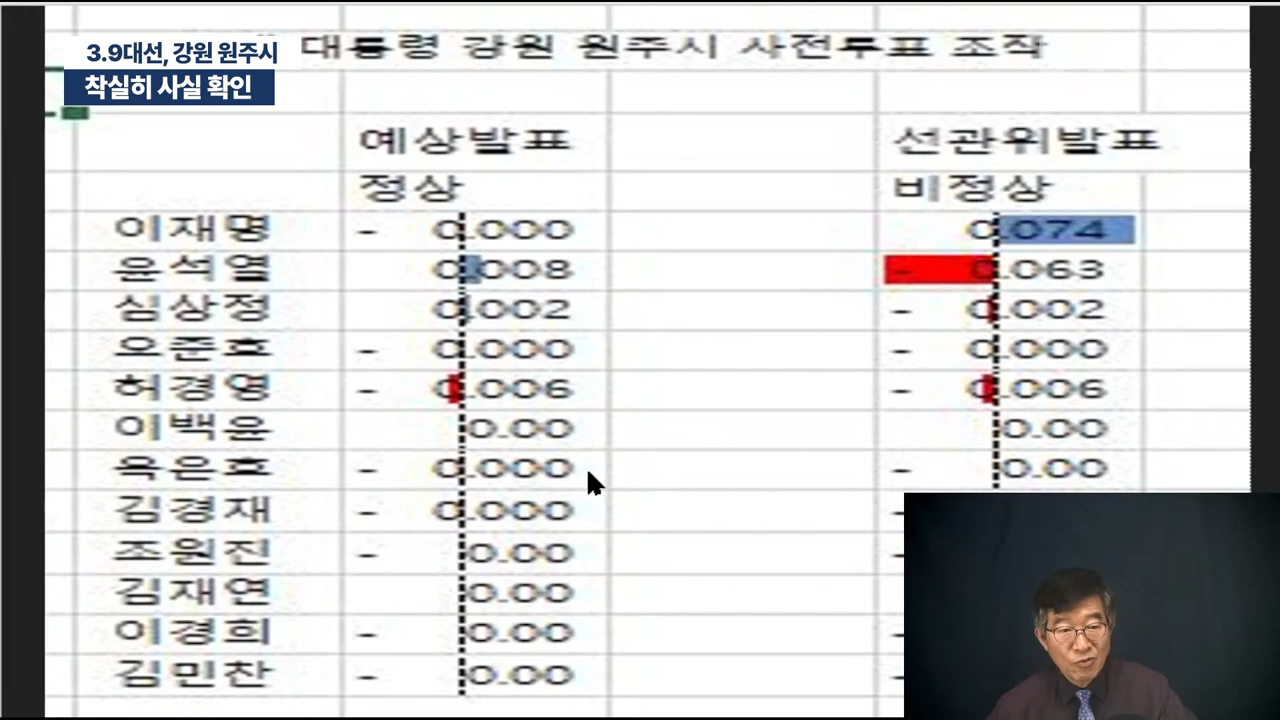 3.9대선, 강원 원주시
착실히 사실 확인
대통령 강원 원주시 사전투표 조작
예상발표 선관위발표
정상 비정상
이재명 - 0.000 0.074
윤석열 0.008 - 0.063
심상정 0.002 - 0.002
오준호 - 0.000 - 0.000
허경영 - 0.006 - 0.006
이백윤 0.00 0.00
옥은호 - 0.000 - 0.00
김경재 - 0.000 -
조원진 - 0.00 -
김재연 0.00
이경희 - 0.00 -
김민찬 - 0.00 -